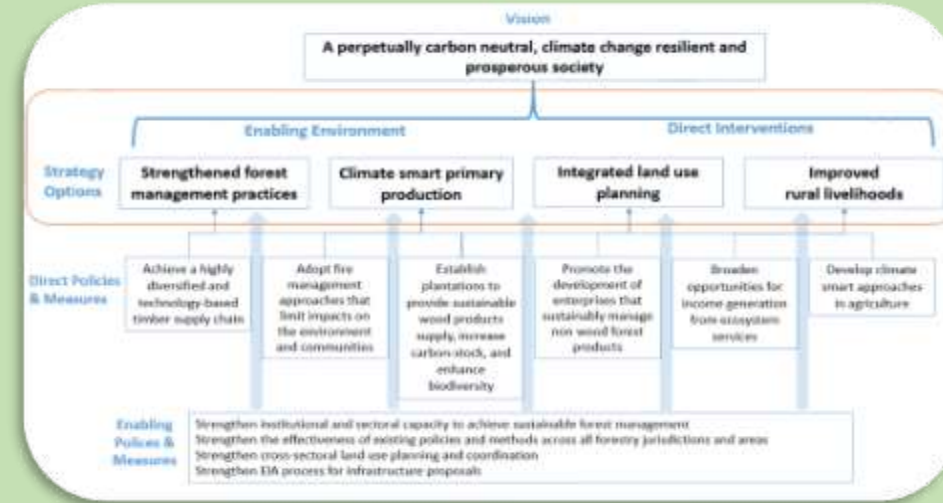 Vision
A perpetually carbon neutral, climate change resilient and
prosperous society
Enabling Environment
Direct Interventions
Strategy
Options
Strengthened forest
management practices
Climate smart primary
production
Integrated land use
planning
Improved
rural livelihoods
Direct Policies
& Measures
Achieve a highly
diversified and
technology-based
timber supply chain
Adopt fire
management
approaches that
limit impacts on
the environment
and communities
Establish
plantations to
provide sustainable
wood products
supply, increase
carbon stock, and
enhance
biodiversity
Promote the
development of
enterprises that
sustainably manage
non wood forest
products
Broaden
opportunities for
income generation
from ecosystem
services
Develop climate
smart approaches
in agriculture
Enabling
Polices &
Measures
Strengthen institutional and sectoral capacity to achieve sustainable forest management
Strengthen the effectiveness of existing policies and methods across all forestry jurisdictions and areas
Strengthen cross-sectoral land use planning and coordination
Strengthen EIA process for infrastructure proposals